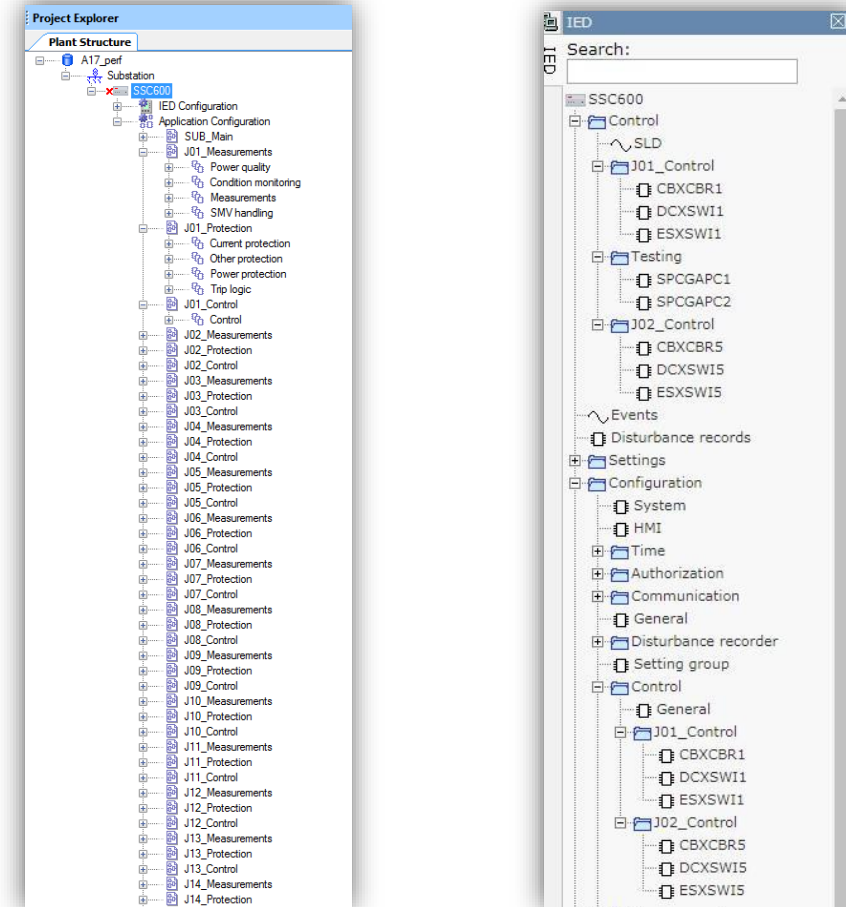 Project Explorer
Plant Structure
A17_perf
Substation
SSC600
IED Configuration
Application Configuration
SUB_Main
J01_Measurements
Power quality
Condition monitoring
Measurements
SMV handling
J01_Protection
Current protection
Other protection
Power protection
Trip logic
J01_Control
Control
J02_Measurements
J02_Protection
J02_Control
J03_Measurements
J03_Protection
J03_Control
J04_Measurements
J04_Protection
J04_Control
J05_Measurements
J05_Protection
J05_Control
J06_Measurements
J06_Protection
J06_Control
J07_Measurements
J07_Protection
J07_Control
J08_Measurements
J08_Protection
J08_Control
J09_Measurements
J09_Protection
J09_Control
J10_Measurements
J10_Protection
J10_Control
J11_Measurements
J11_Protection
J11_Control
J12_Measurements
J12_Protection
J12_Control
J13_Measurements
J13_Protection
J13_Control
J14_Measurements
J14_Protection
IED
IED
Search:
SSC600
Control
SLD
J01_Control
CBXCBR1
DCXSWI1
ESXSWI1
Testing
SPCGAPC1
SPCGAPC2
J02_Control
CBXCBR5
DCXSWI5
ESXSWI5
Events
Disturbance records
Settings
Configuration
System
HMI
Time
Authorization
Communication
General
Disturbance recorder
Setting group
Control
General
J01_Control
CBXCBR1
DCXSWI1
ESXSWI1
J02_Control
CBXCBR5
DCXSWI5
ESXSWI5